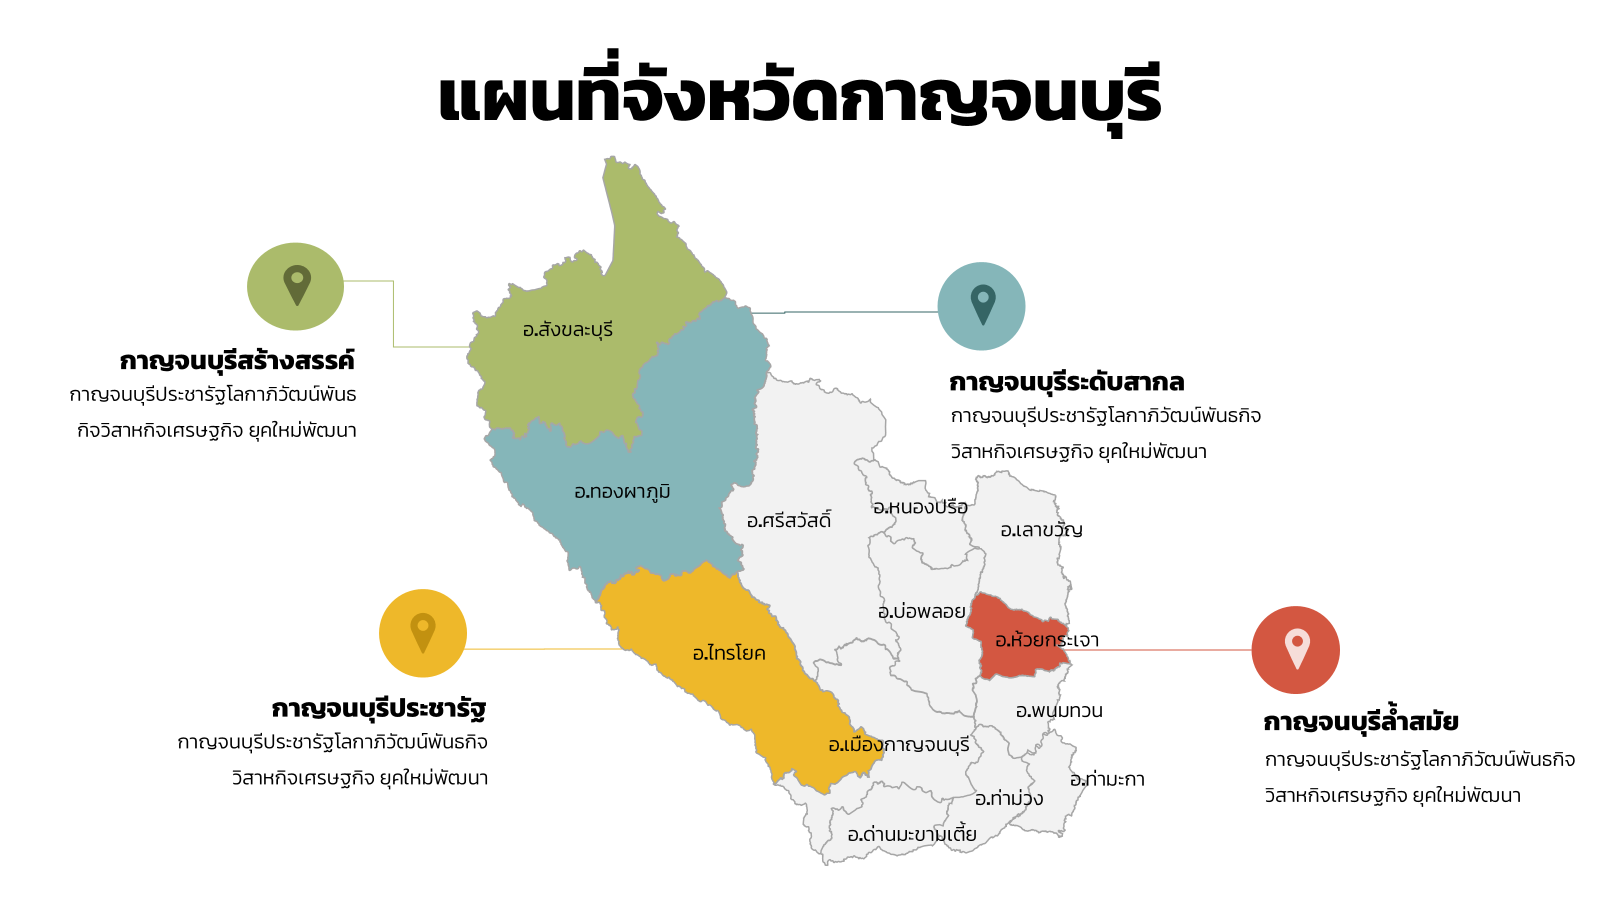 แผนที่จังหวัดกาญจนบุรี
กาญจนบุรีสร้างสรรค์
กาญจนบุรีประชารัฐโลกาภิวัฒน์พันธ
กิจวิสาหกิจเศรษฐกิจ ยุคใหม่พัฒนา
กาญจนบุรีระดับสากล
กาญจนบุรีประชารัฐโลกาภิวัฒน์พันธกิจ
วิสาหกิจเศรษฐกิจ ยุคใหม่พัฒนา
อ.สังขละบุรี
อ.ทองผาภูมิ
อ.ศรีสวัสดิ์
อ.หนองปรือ
อ.เลาขวัญ
อ.บ่อพลอย
อ.ห้วยกระเจา
อ.ไทรโยค
อ.พนมทวน
อ.เมืองกาญจนบุรี
อ.ท่ามะกา
อ.ท่าม่วง
อ.ด่านมะขามเตี้ย
กาญจนบุรีประชารัฐ
กาญจนบุรีประชารัฐโลกาภิวัฒน์พันธกิจ
วิสาหกิจเศรษฐกิจ ยุคใหม่พัฒนา
กาญจนบุรีล้ำสมัย
กาญจนบุรีประชารัฐโลกาภิวัฒน์พันธกิจ
วิสาหกิจเศรษฐกิจ ยุคใหม่พัฒนา